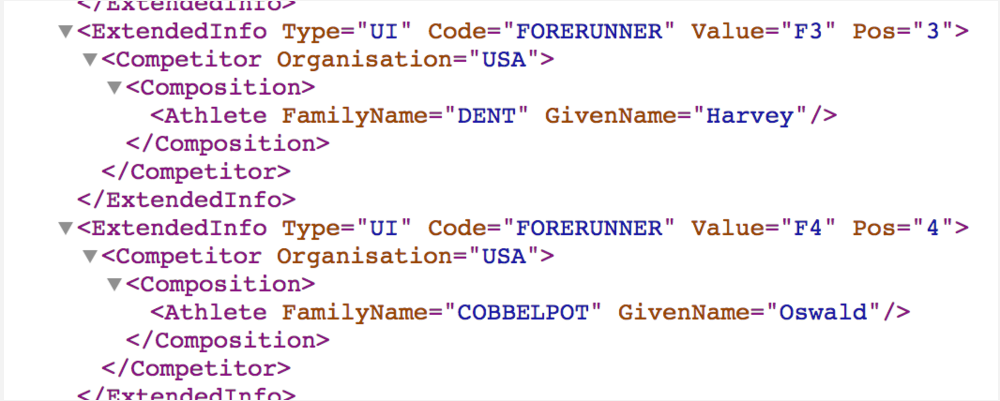 </ExtendedInfo>
<ExtendedInfo Type="UI" Code="FORERUNNER" Value="F3" Pos="3">
<Competitor Organisation="USA">
<Composition>
<Athlete FamilyName="DENT" GivenName="Harvey"/>
</Composition>
</Competitor>
</ExtendedInfo>
<ExtendedInfo Type="UI" Code="FORERUNNER" Value="F4" Pos="4">
<Competitor Organisation="USA">
<Composition>
<Athlete FamilyName="COBBELPOT" GivenName="Oswald"/>
</Composition>
</Competitor>
</ExtendedInfo>